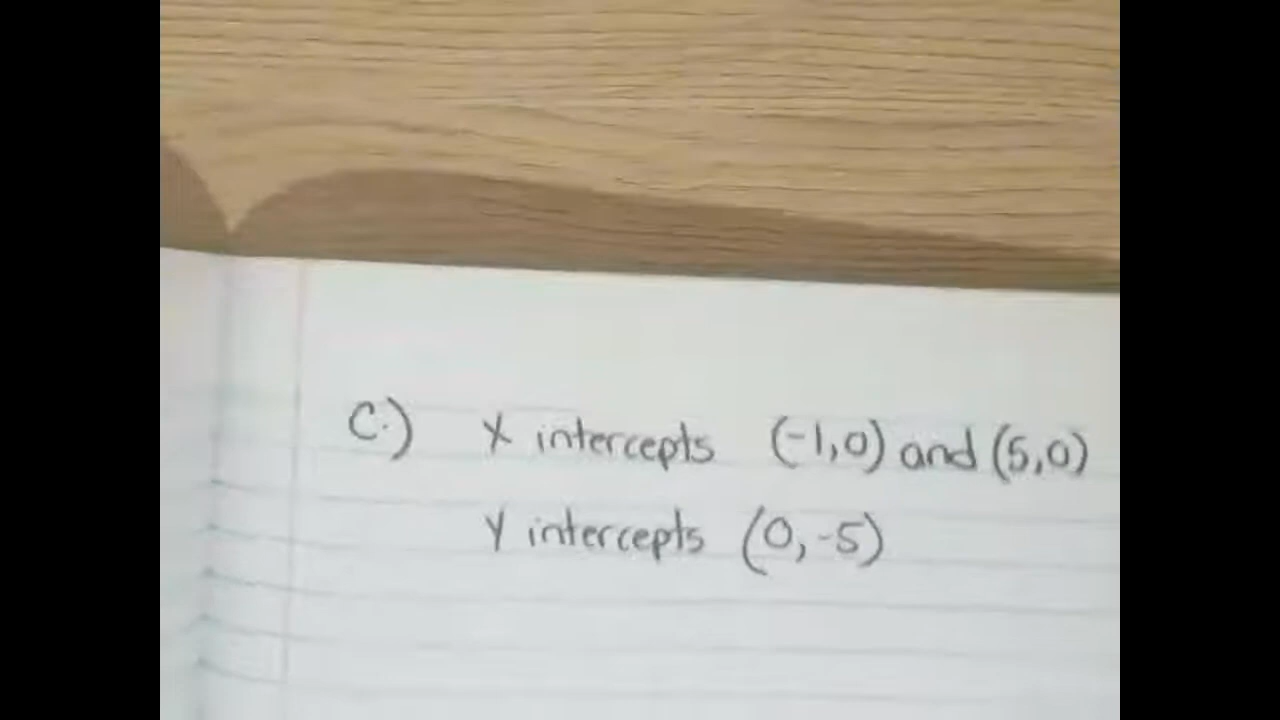 C.) X intercepts (-1,0) and (5,0)
Y intercepts (0,-5)